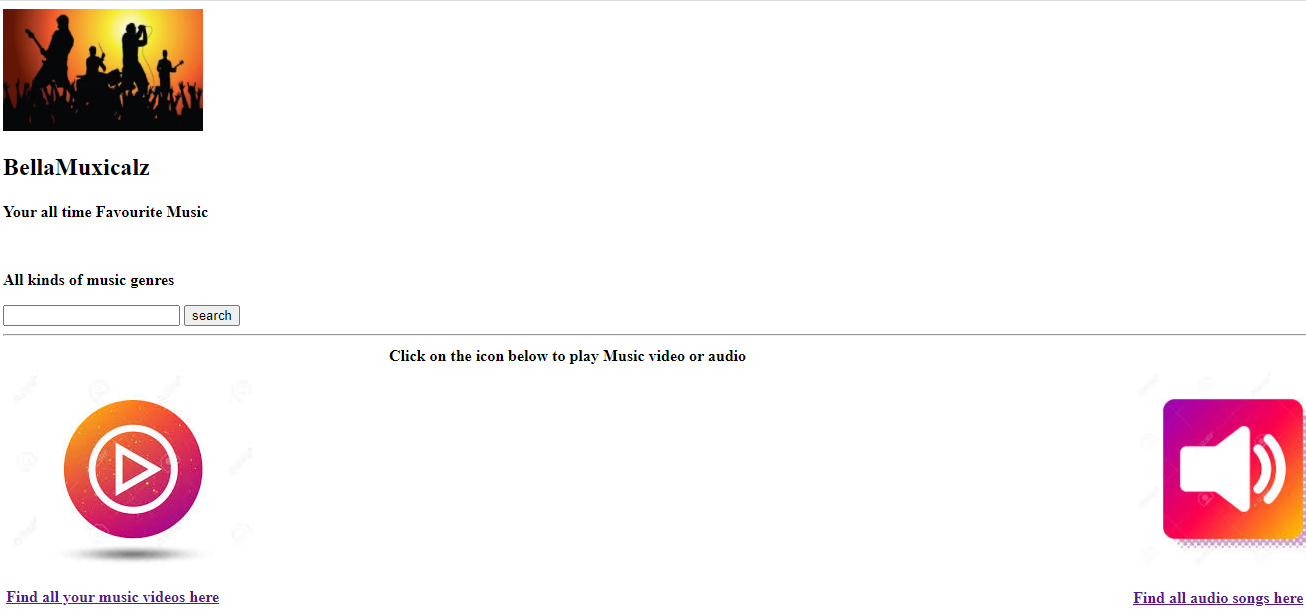 BellaMuxicalz
Your all time Favourite Music
All kinds of music genres
search
Click on the icon below to play Music video or audio
Find all your music videos here
Find all audio songs here